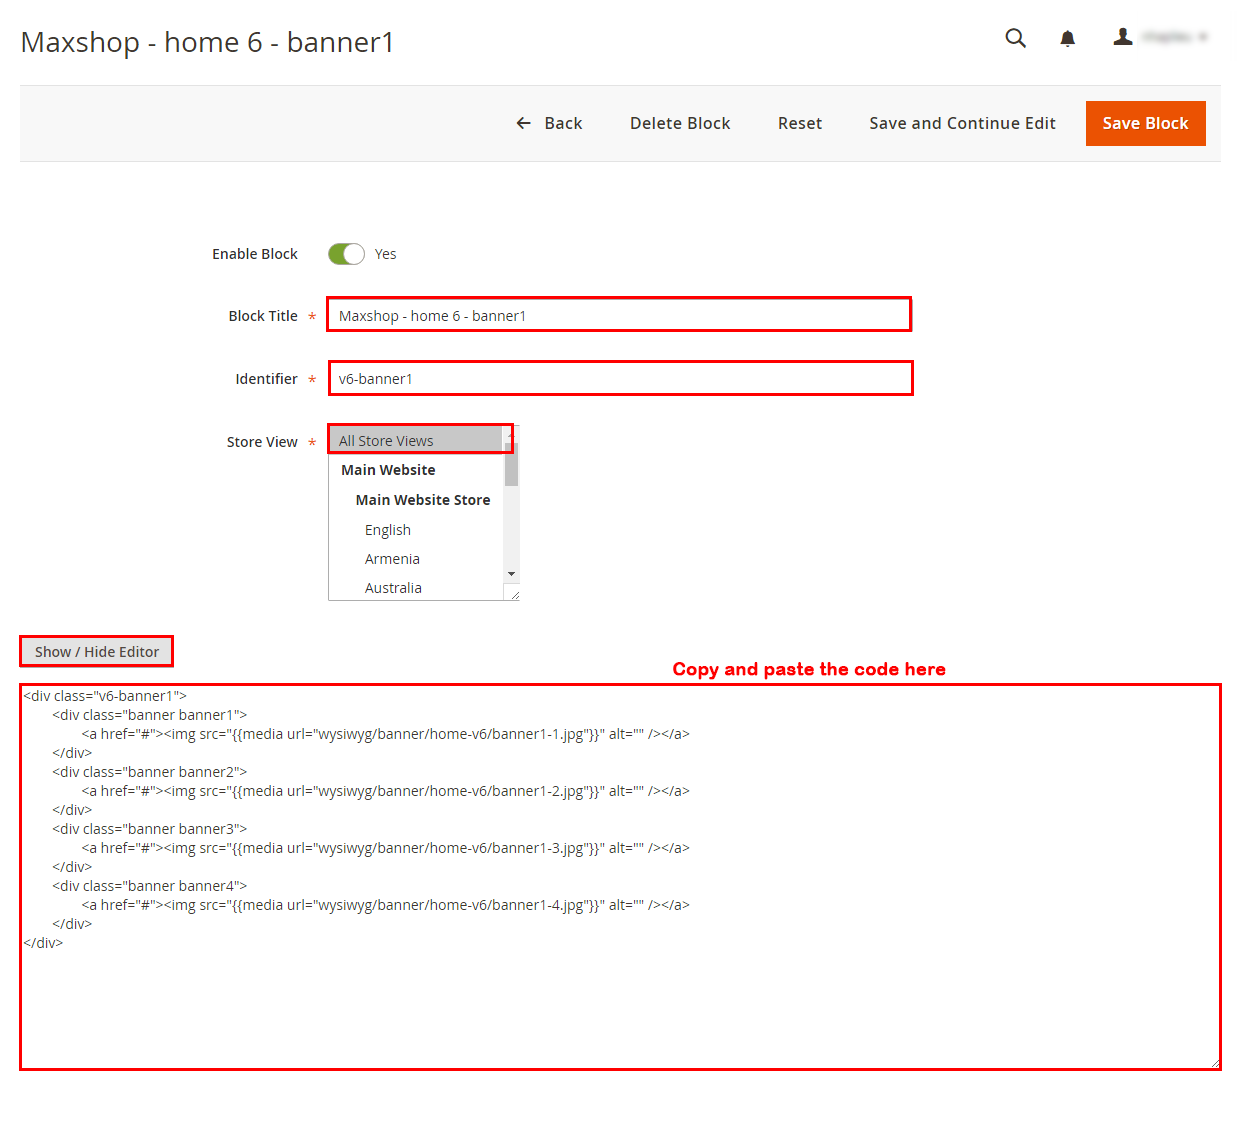 Maxshop - home 6 - banner1
Back
Delete Block
Reset
Save and Continue Edit
Save Block
Enable Block
Yes
Block Title *
Maxshop - home 6 - banner1
Identifier *
v6-banner1
Store View *
All Store Views
Main Website
Main Website Store
English
Armenia
Australia
Show / Hide Editor
Copy and paste the code here
<div class="v6-banner1">
<div class="banner banner1">
<a href="#"><img src="{{media url="wysiwyg/banner/home-v6/banner1-1.jpg"}}" alt="" /></a>
</div>
<div class="banner banner2">
<a href="#"><img src="{{media url="wysiwyg/banner/home-v6/banner1-2.jpg"}}" alt="" /></a>
</div>
<div class="banner banner3">
<a href="#"><img src="{{media url="wysiwyg/banner/home-v6/banner1-3.jpg"}}" alt="" /></a>
</div>
<div class="banner banner4">
<a href="#"><img src="{{media url="wysiwyg/banner/home-v6/banner1-4.jpg"}}" alt="" /></a>
</div>
</div>